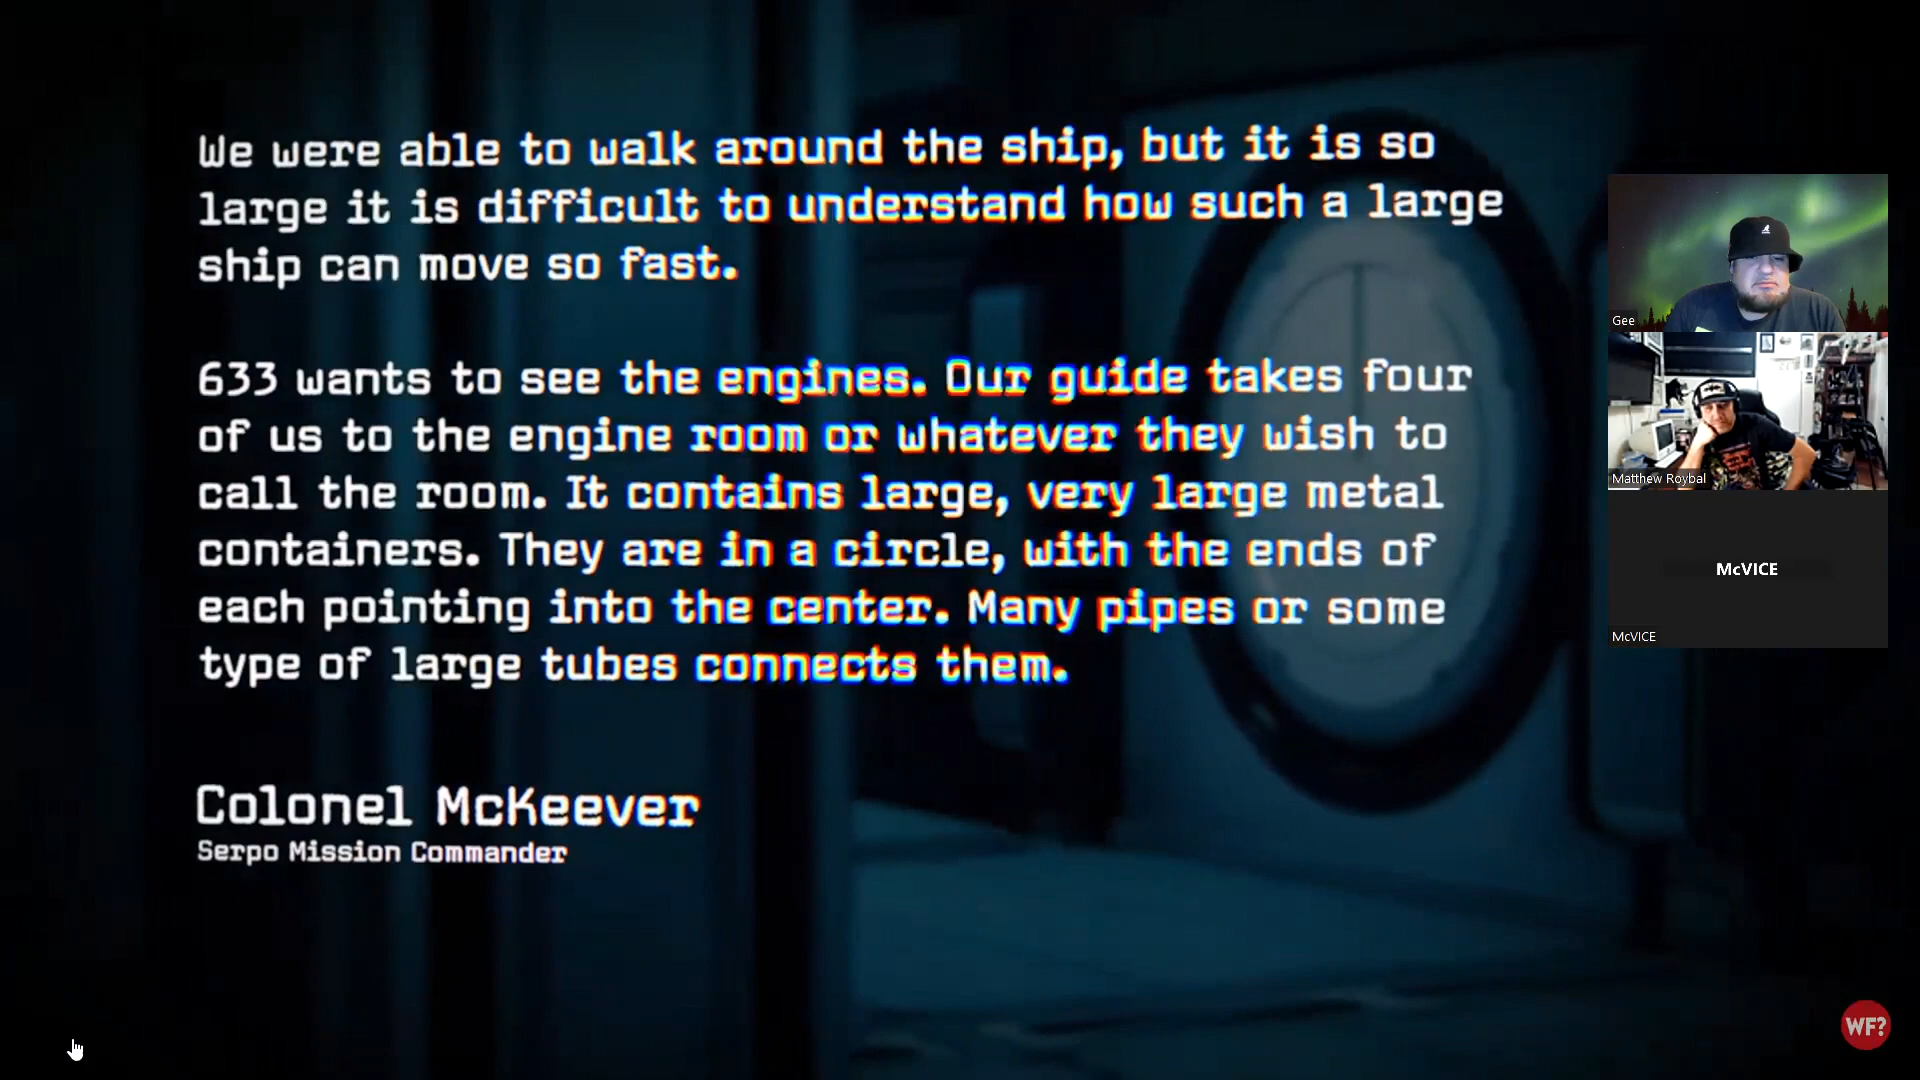 We were able to walk around the ship, but it is so
large it is difficult to understand how such a large
ship can move so fast.
633 wants to see the engines. Our guide takes four
of us to the engine room or whatever they wish to
call the room. It contains large, very large metal
containers. They are in a circle, with the ends of
each pointing into the center. Many pipes or some
type of large tubes connects them.
Colonel McKeever
Serpo Mission Commander
Gee
Matthew Roybal
McVICE
McVICE
WF?